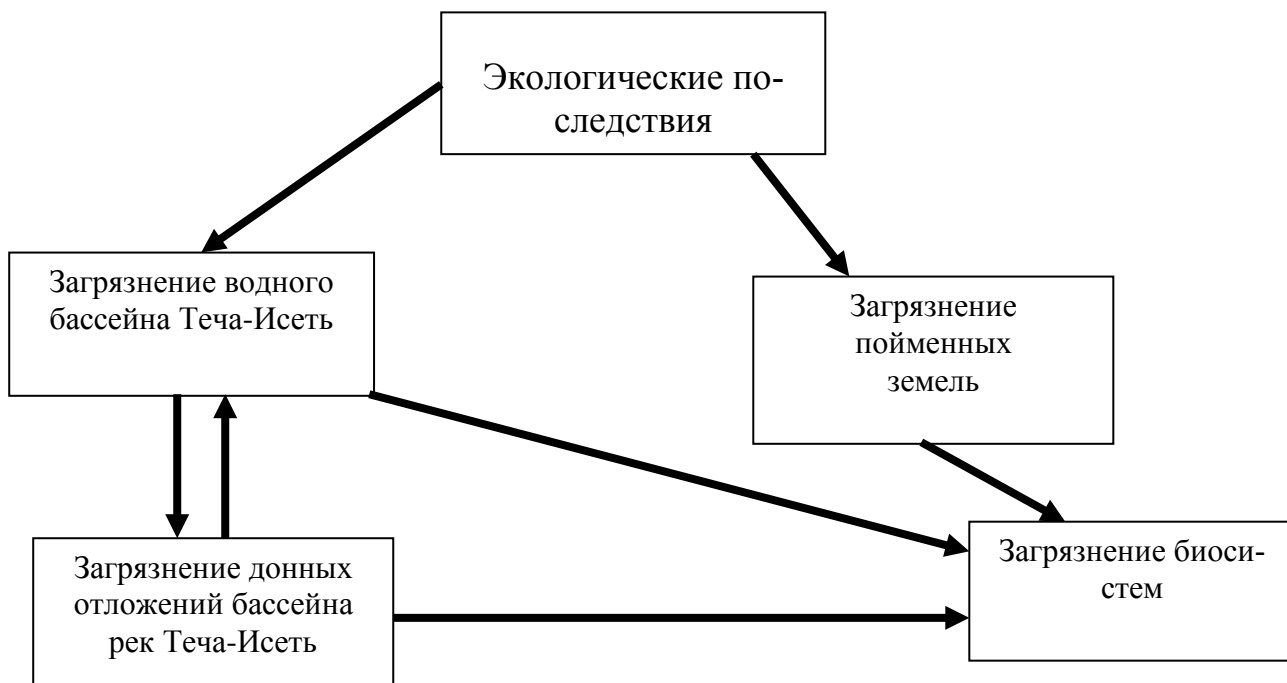 Экологические по-
следствия
Загрязнение водного
бассейна Теча-Исеть
Загрязнение
пойменных
земель
Загрязнение донных
отложений бассейна
рек Теча-Исеть
Загрязнение биоси-
стем